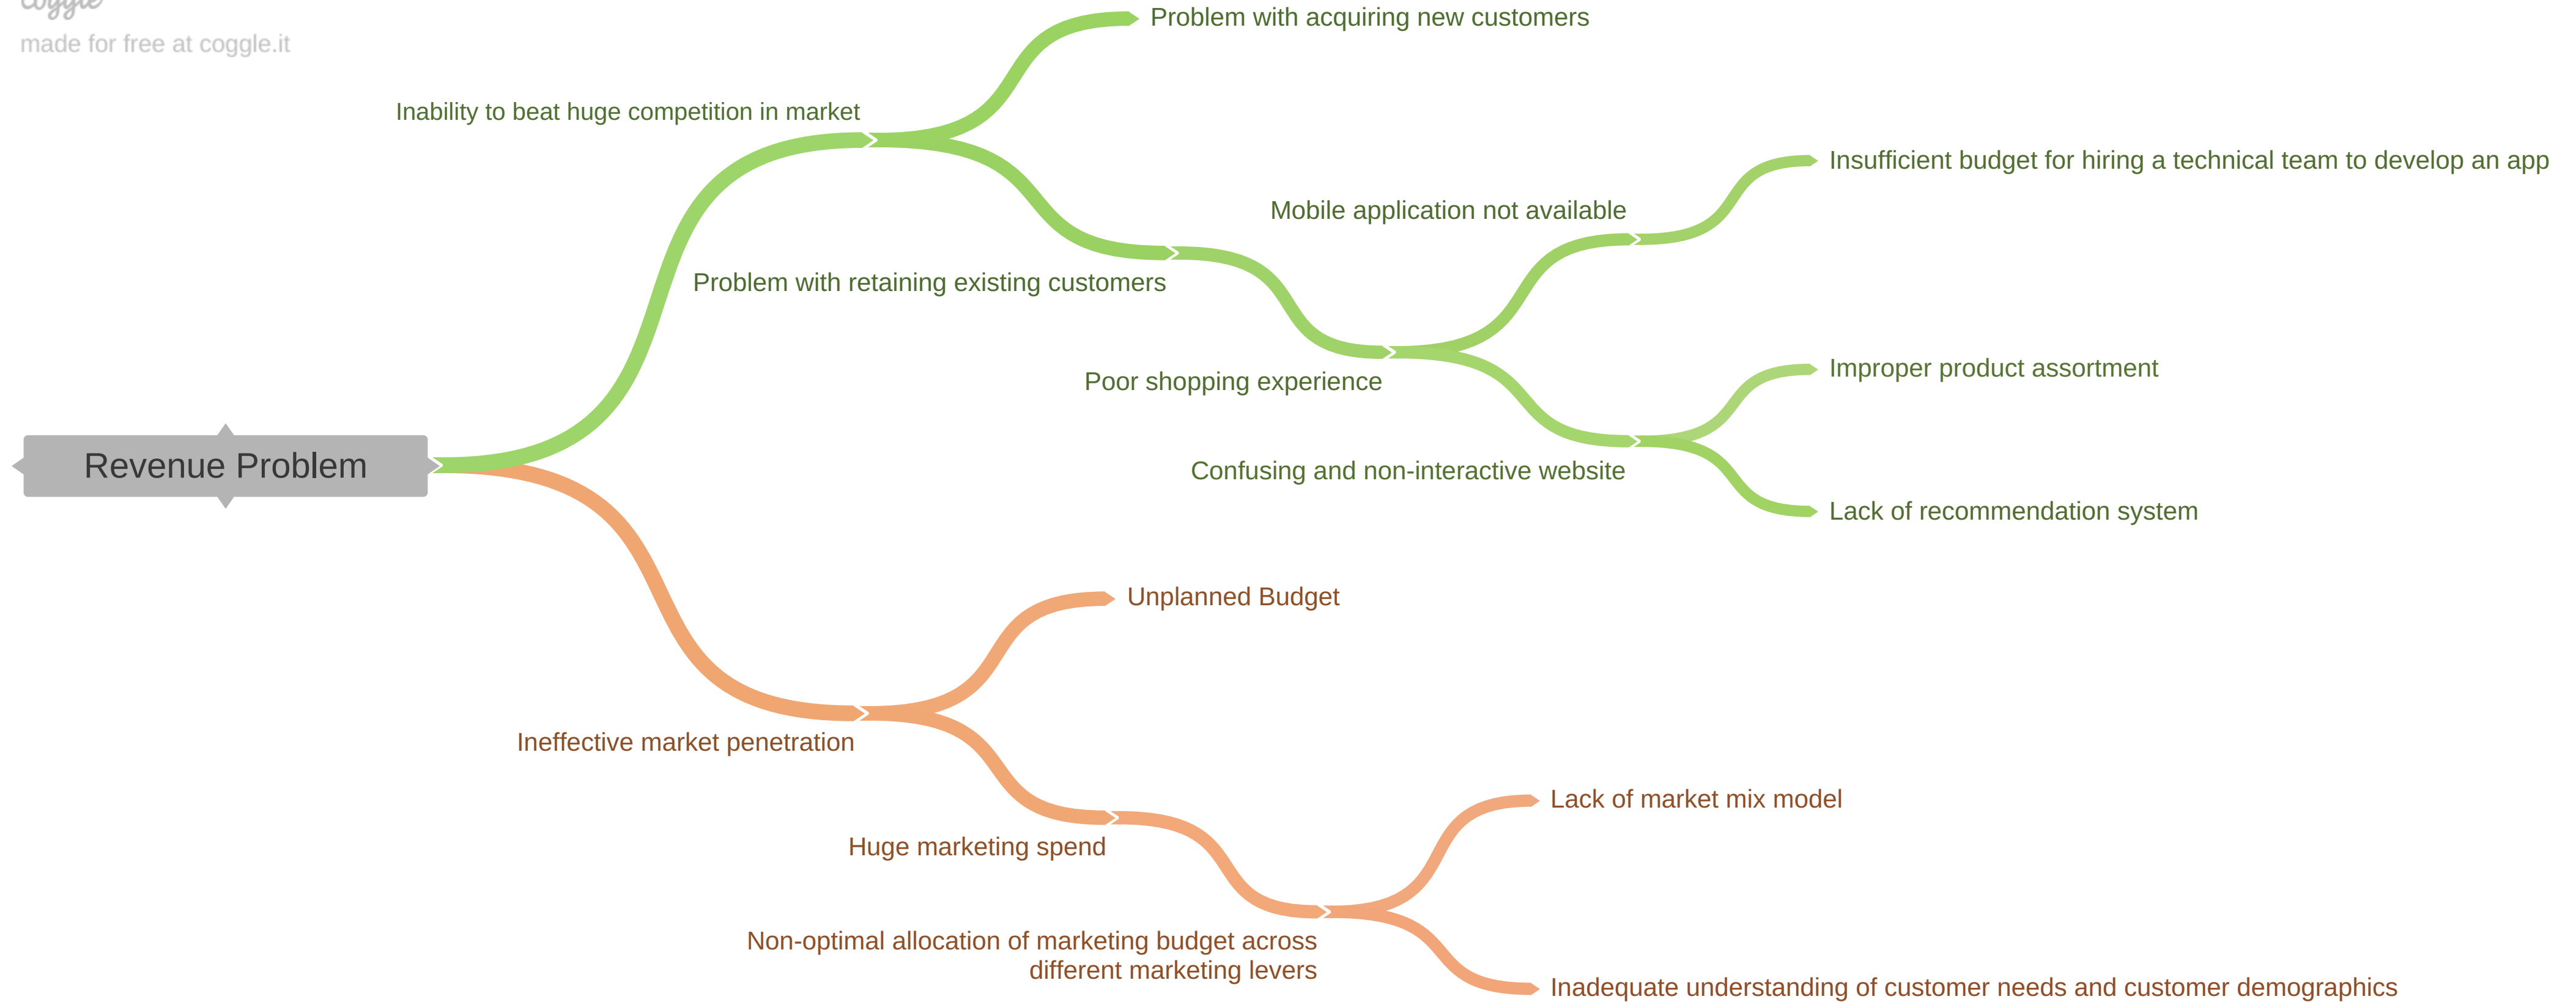 coggle
made for free at coggle.it
Problem with acquiring new customers
Inability to beat huge competition in market
Insufficient budget for hiring a technical team to develop an app
Mobile application not available
Problem with retaining existing customers
Improper product assortment
Poor shopping experience
Revenue Problem
Confusing and non-interactive website
Lack of recommendation system
Unplanned Budget
Ineffective market penetration
Lack of market mix model
Huge marketing spend
Non-optimal allocation of marketing budget across
different marketing levers
Inadequate understanding of customer needs and customer demographics